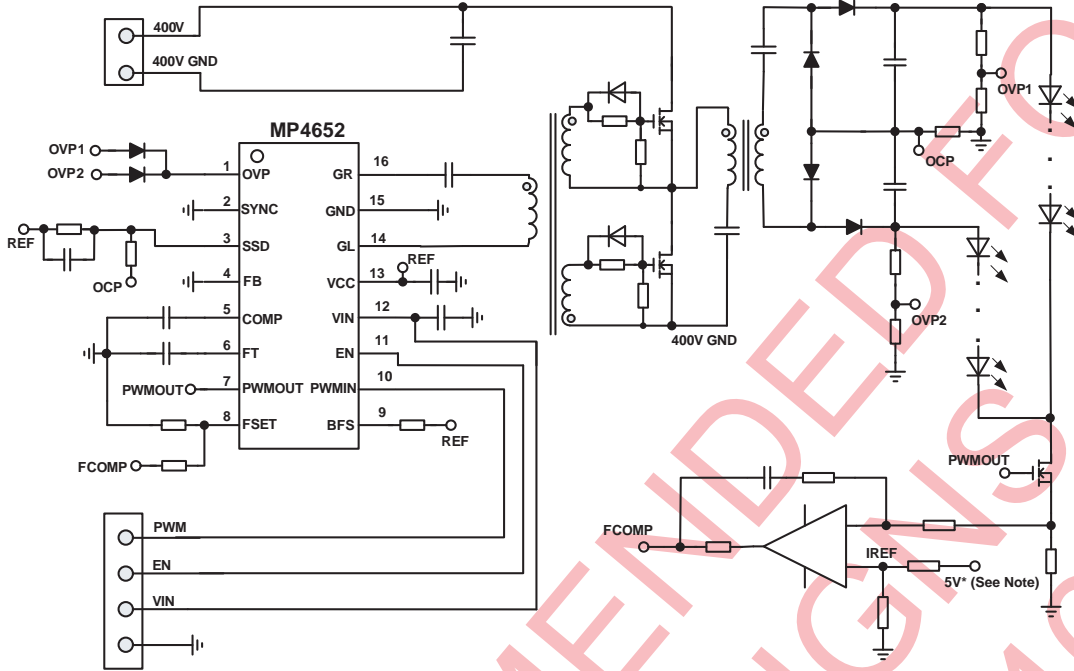 400V
400V GND
MP4652
OVP1
OVP2
REF
OCP
PWMOUT
FCOMP
1 OVP
2 SYNC
3 SSD
4 FB
5 COMP
6 FT
7 PWMOUT
8 FSET
GR 16
GND 15
GL 14
VCC 13
VIN 12
EN 11
PWMIN 10
BFS 9
REF
REF
PWM
EN
VIN
400V GND
OVP1
OCP
OVP2
PWMOUT
FCOMP
IREF
5V* (See Note)
MENDED FO
GNS